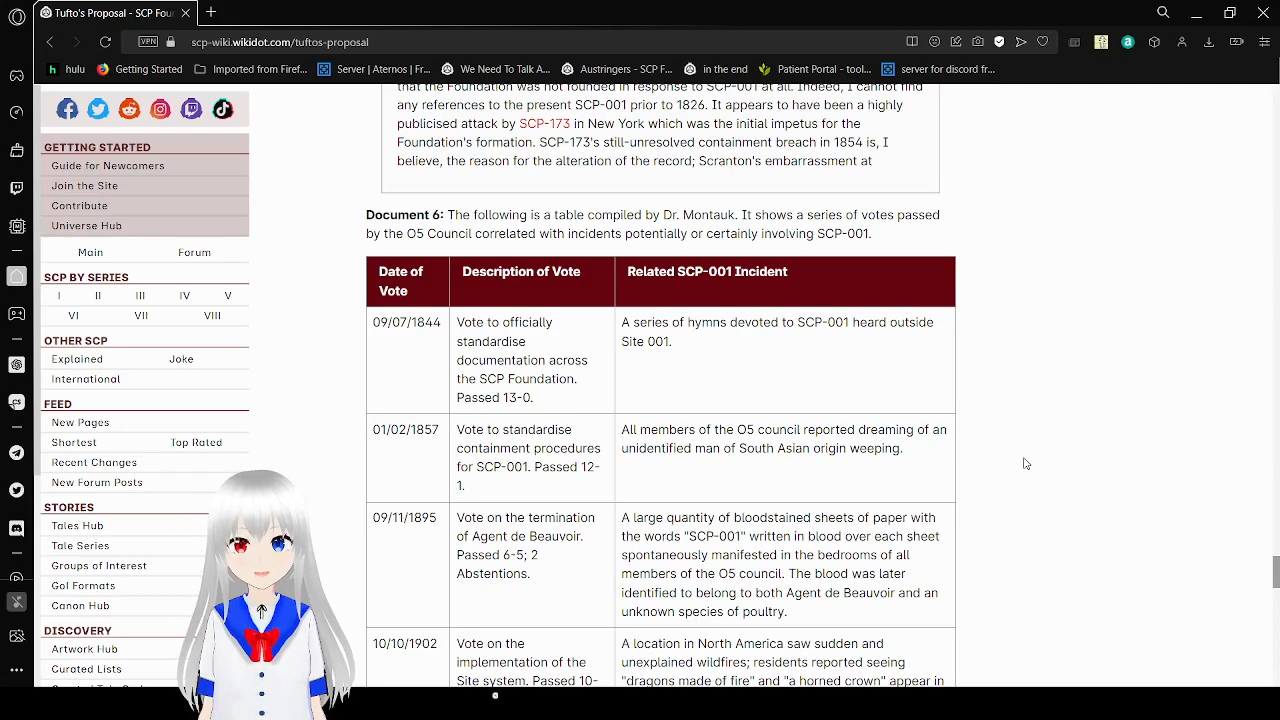 Tufto's Proposal - SCP Four
scp-wiki.wikidot.com/tuftos-proposal
VPN
hulu
Getting Started
Imported from Firef...
Server | Aternos | Fr...
We Need To Talk A...
Austringers - SCP F...
in the end
Patient Portal - tool...
server for discord fr...
GETTING STARTED
Guide for Newcomers
Join the Site
Contribute
Universe Hub
Main Forum
SCP BY SERIES
I II III IV V
VI VII VIII
OTHER SCP
Explained Joke
International
FEED
New Pages
Shortest Top Rated
Recent Changes
New Forum Posts
STORIES
Tales Hub
Tale Series
Groups of Interest
GoI Formats
Canon Hub
DISCOVERY
Artwork Hub
Curated Lists
that the Foundation was not founded in response to SCP-001 at all. Indeed, I cannot find
any references to the present SCP-001 prior to 1826. It appears to have been a highly
publicised attack by SCP-173 in New York which was the initial impetus for the
Foundation's formation. SCP-173's still-unresolved containment breach in 1854 is, I
believe, the reason for the alteration of the record; Scranton's embarrassment at
Document 6: The following is a table compiled by Dr. Montauk. It shows a series of votes passed
by the O5 Council correlated with incidents potentially or certainly involving SCP-001.
Date of
Vote
Description of Vote
Related SCP-001 Incident
09/07/1844
Vote to officially
standardise
documentation across
the SCP Foundation.
Passed 13-0.
A series of hymns devoted to SCP-001 heard outside
Site 001.
01/02/1857
Vote to standardise
containment procedures
for SCP-001. Passed 12-
1.
All members of the O5 council reported dreaming of an
unidentified man of South Asian origin weeping.
09/11/1895
Vote on the termination
of Agent de Beauvoir.
Passed 6-5; 2
Abstentions.
A large quantity of bloodstained sheets of paper with
the words "SCP-001" written in blood over each sheet
spontaneously manifested in the bedrooms of all
members of the O5 council. The blood was later
identified to belong to both Agent de Beauvoir and an
unknown species of poultry.
10/10/1902
Vote on the
implementation of the
Site system. Passed 10-
A location in North America saw sudden and
unexplained wildfires; residents reported seeing
"dragons made of fire" and "a horned crown" appear in